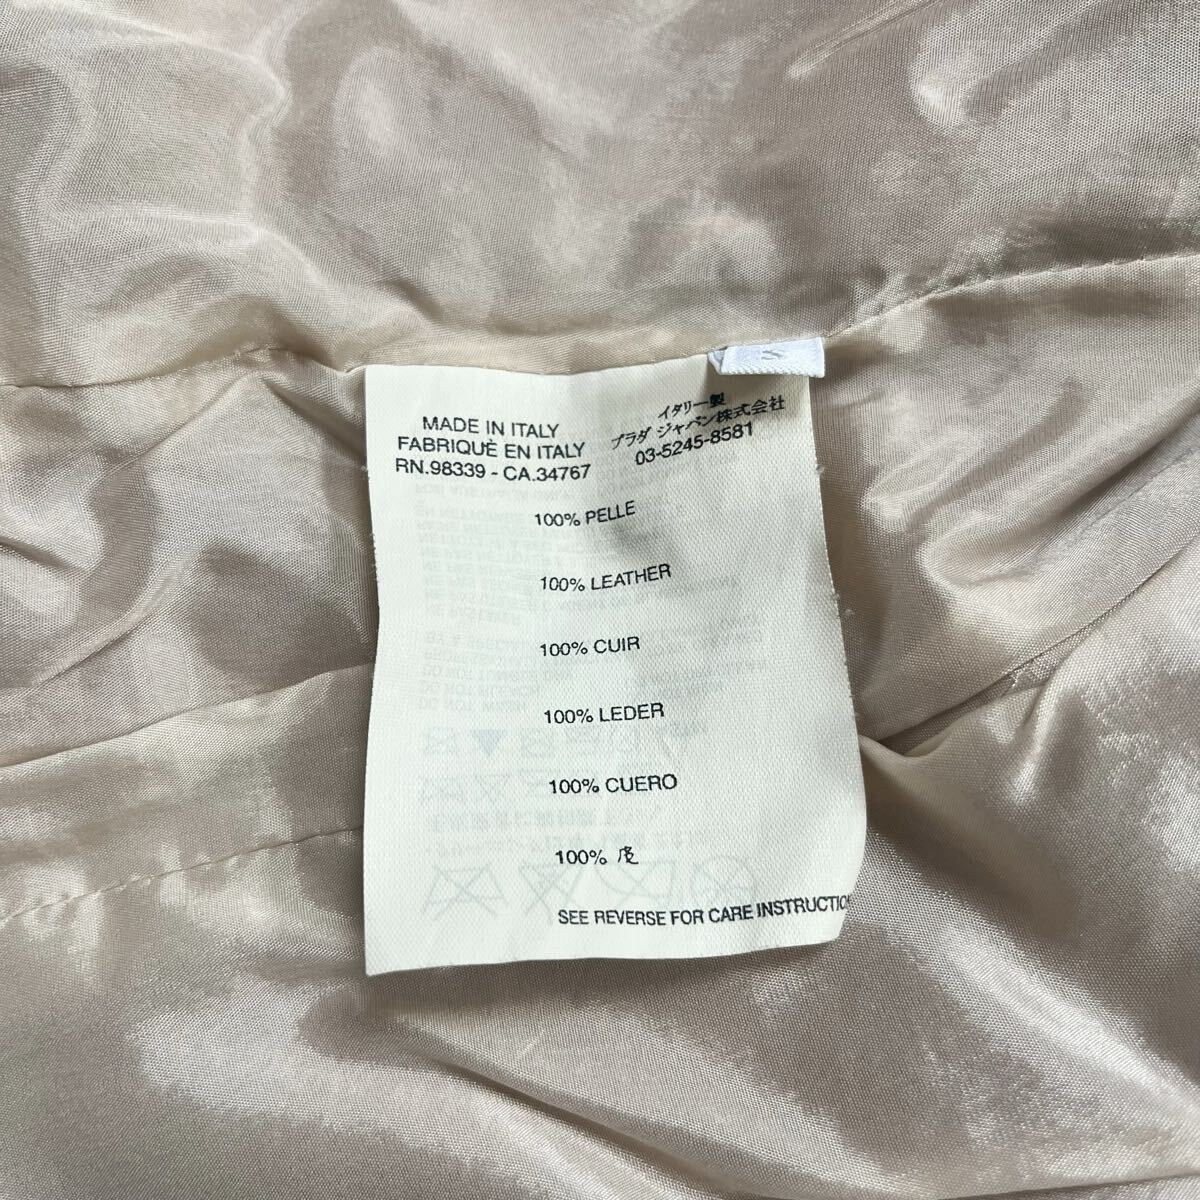 S
MADE IN ITALY
FABRIQUÈ EN ITALY
RN.98339 - CA.34767
イタリー製
プラダ ジャパン株式会社
03-5245-8581
100% PELLE
100% LEATHER
100% CUIR
100% LEDER
100% CUERO
100% 皮
SEE REVERSE FOR CARE INSTRUCTION